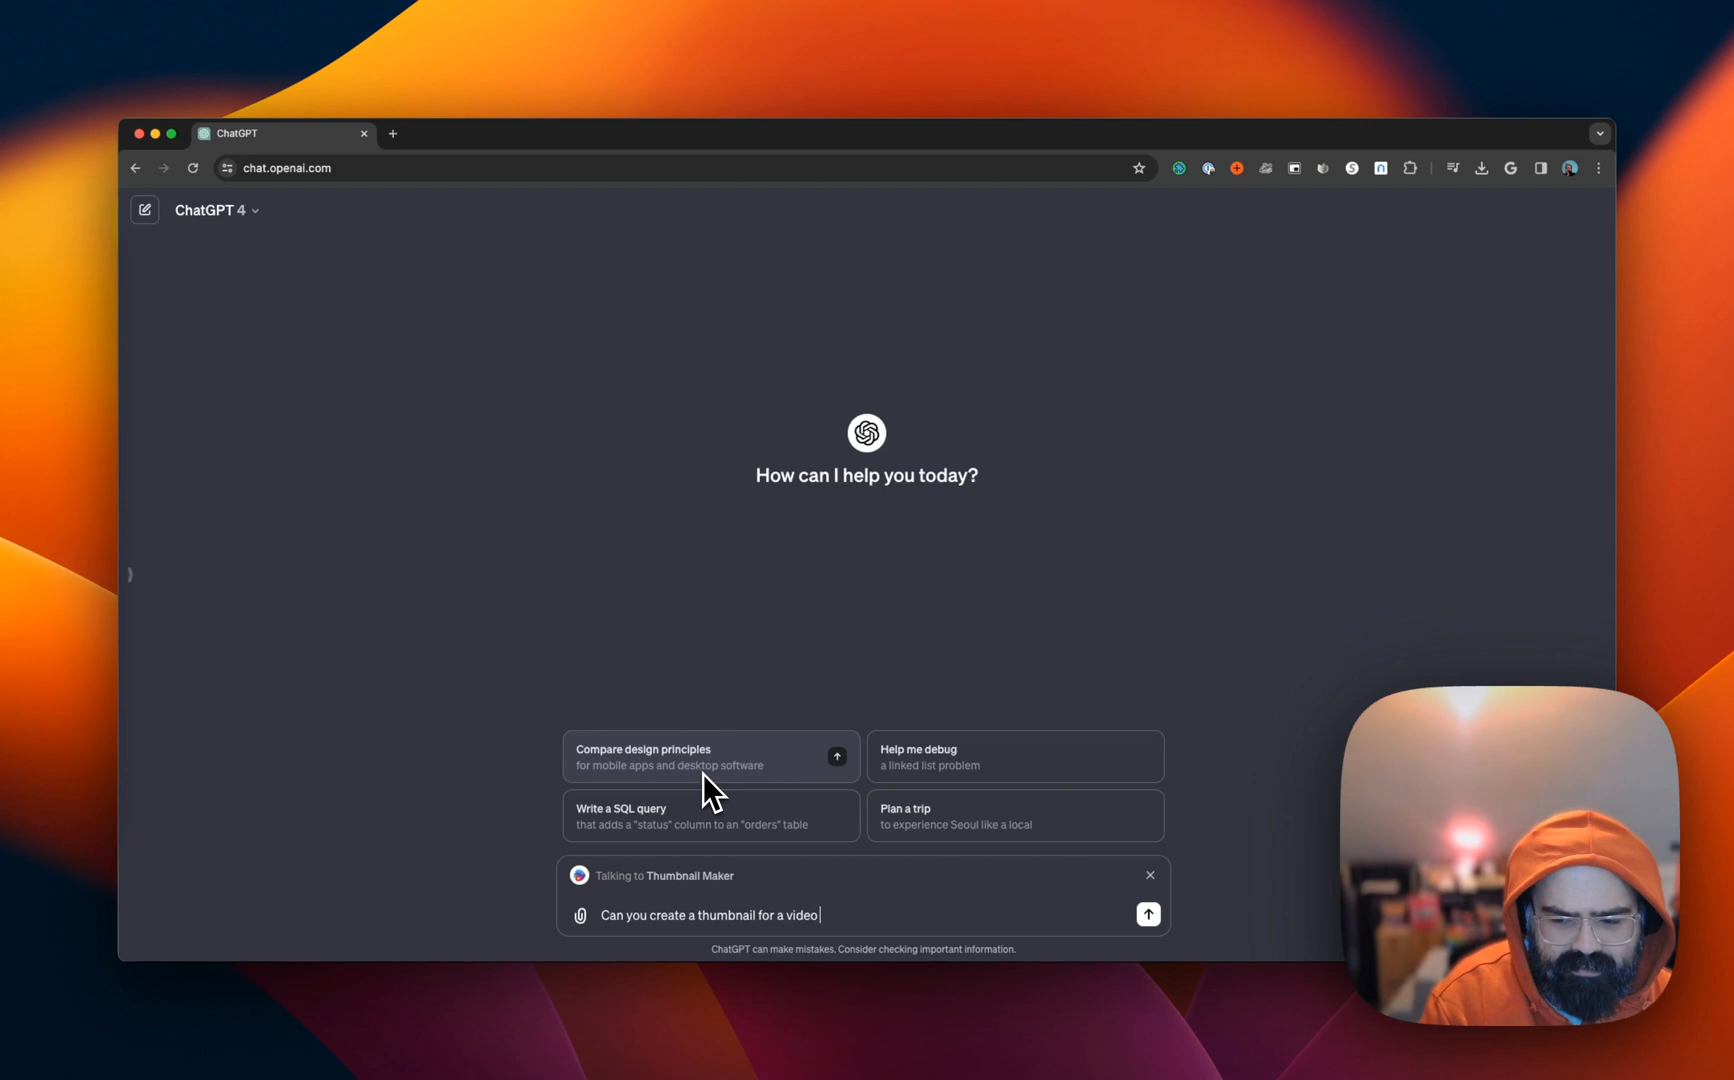 ChatGPT
chat.openai.com
ChatGPT 4
How can I help you today?
Compare design principles
for mobile apps and desktop software
Help me debug
a linked list problem
Write a SQL query
that adds a "status" column to an "orders" table
Plan a trip
to experience Seoul like a local
Talking to Thumbnail Maker
Can you create a thumbnail for a video
ChatGPT can make mistakes. Consider checking important information.